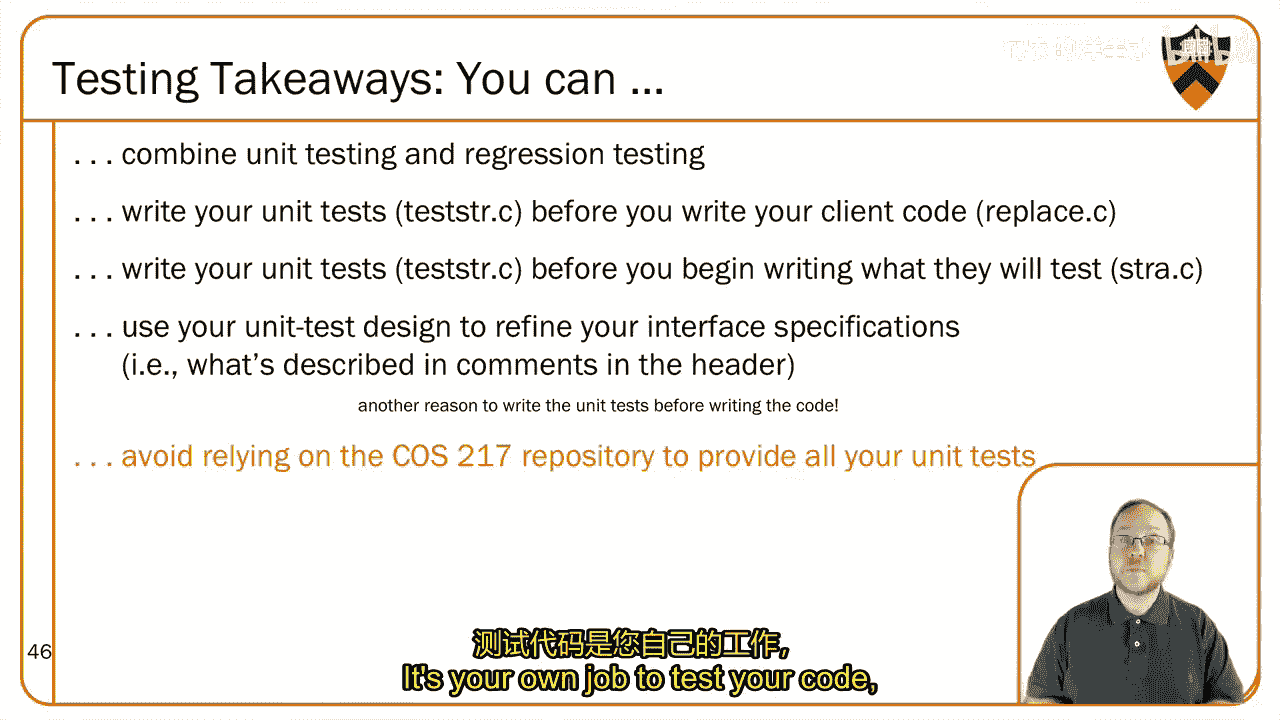 Testing Takeaways: You can ...
. . . combine unit testing and regression testing
. . . write your unit tests (teststr.c) before you write your client code (replace.c)
. . . write your unit tests (teststr.c) before you begin writing what they will test (stra.c)
. . . use your unit-test design to refine your interface specifications
(i.e., what's described in comments in the header)
another reason to write the unit tests before writing the code!
. . . avoid relying on the COS 217 repository to provide all your unit tests
46
测试代码是您自己的工作,
It's your own job to test your code,